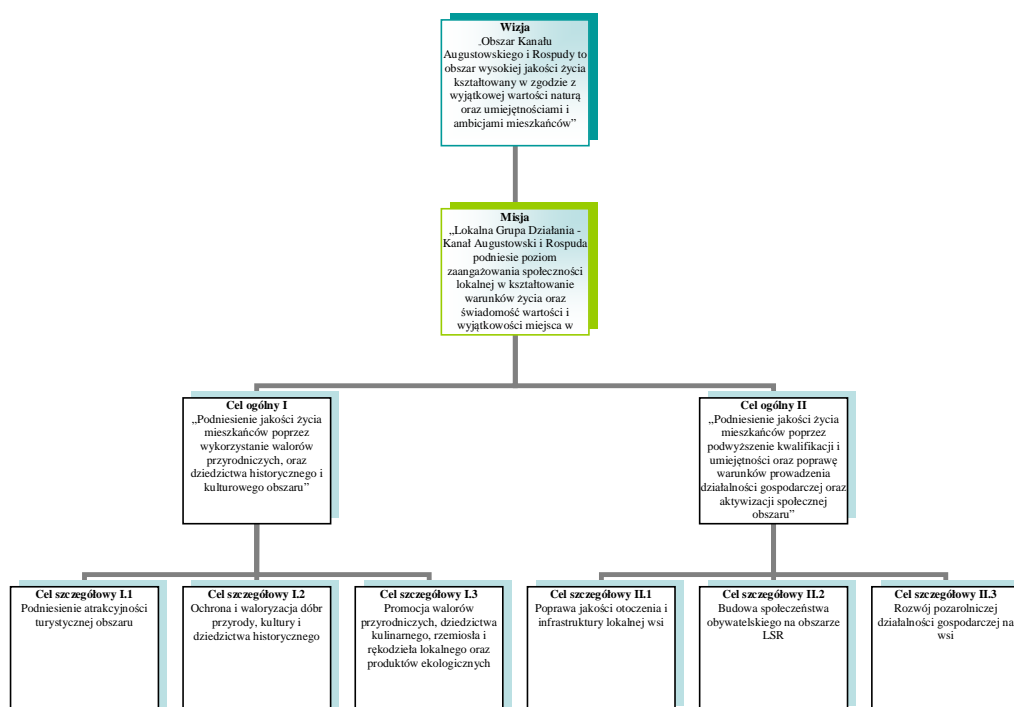 Wizja
„Obszar Kanału
Augustowskiego i Rospudy to
obszar wysokiej jakości życia
kształtowany w zgodzie z
wyjątkowej wartości naturą
oraz umiejętnościami i
ambicjami mieszkańców”
Misja
„Lokalna Grupa Działania -
Kanał Augustowski i Rospuda
podniesie poziom
zaangażowania społeczności
lokalnej w kształtowanie
warunków życia oraz
świadomość wartości i
wyjątkowości miejsca w
Cel ogólny I
„Podniesienie jakości życia
mieszkańców poprzez
wykorzystanie walorów
przyrodniczych, oraz
dziedzictwa historycznego i
kulturowego obszaru”
Cel ogólny II
„Podniesienie jakości życia
mieszkańców poprzez
podwyższenie kwalifikacji i
umiejętności oraz poprawę
warunków prowadzenia
działalności gospodarczej oraz
aktywizacji społecznej
obszaru”
Cel szczegółowy I.1
Podniesienie atrakcyjności
turystycznej obszaru
Cel szczegółowy I.2
Ochrona i waloryzacja dóbr
przyrody, kultury i
dziedzictwa historycznego
Cel szczegółowy I.3
Promocja walorów
przyrodniczych, dziedzictwa
kulinarnego, rzemiosła i
rękodzieła lokalnego oraz
produktów ekologicznych
Cel szczegółowy II.1
Poprawa jakości otoczenia i
infrastruktury lokalnej wsi
Cel szczegółowy II.2
Budowa społeczeństwa
obywatelskiego na obszarze
LSR
Cel szczegółowy II.3
Rozwój pozarolniczej
działalności gospodarczej na
wsi